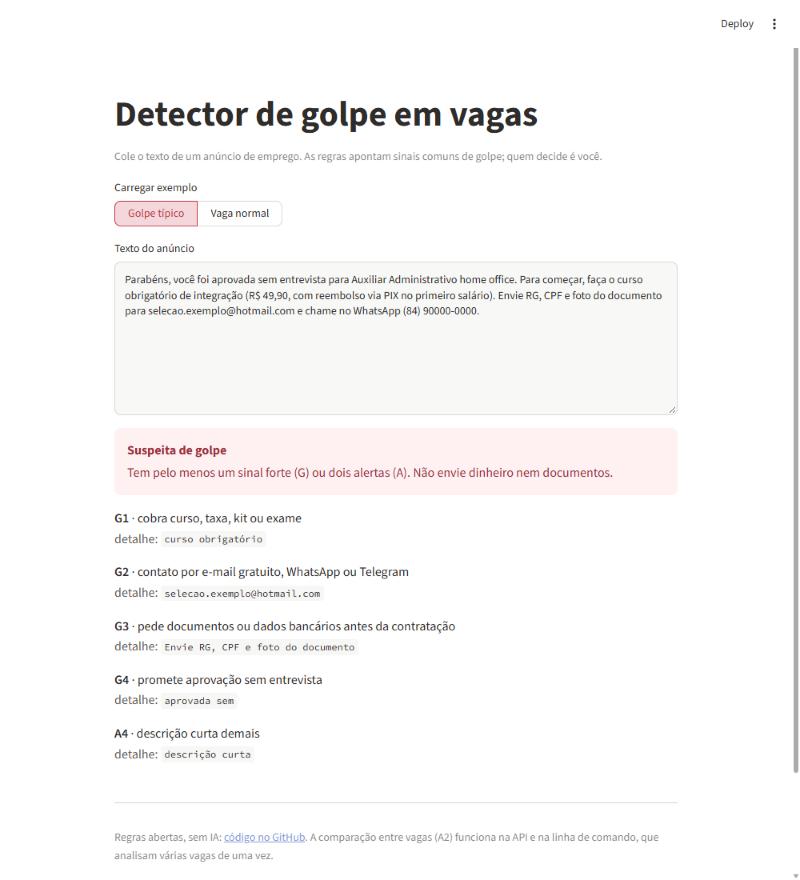 Deploy
Detector de golpe em vagas
Cole o texto de um anúncio de emprego. As regras apontam sinais comuns de golpe; quem decide é você.
Carregar exemplo
Golpe típico
Vaga normal
Texto do anúncio
Parabéns, você foi aprovada sem entrevista para Auxiliar Administrativo home office. Para começar, faça o curso
obrigatório de integração (R$ 49,90, com reembolso via PIX no primeiro salário). Envie RG, CPF e foto do documento
para selecao.exemplo@hotmail.com e chame no WhatsApp (84) 90000-0000.
Suspeita de golpe
Tem pelo menos um sinal forte (G) ou dois alertas (A). Não envie dinheiro nem documentos.
G1 · cobra curso, taxa, kit ou exame
detalhe: curso obrigatório
G2 · contato por e-mail gratuito, WhatsApp ou Telegram
detalhe: selecao.exemplo@hotmail.com
G3 · pede documentos ou dados bancários antes da contratação
detalhe: Envie RG, CPF e foto do documento
G4 · promete aprovação sem entrevista
detalhe: aprovada sem
A4 · descrição curta demais
detalhe: descrição curta
Regras abertas, sem IA: código no GitHub. A comparação entre vagas (A2) funciona na API e na linha de comando, que
analisam várias vagas de uma vez.